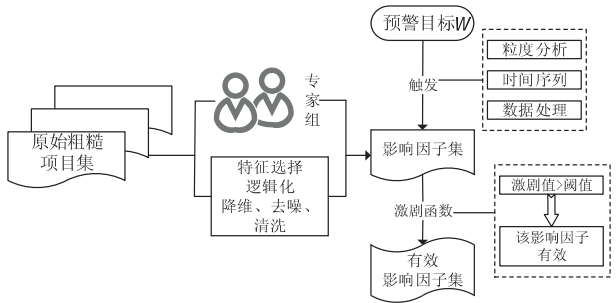 预警目标W
粒度分析
时间序列
数据处理
触发
专
家
组
原始粗糙
项目集
影响因子集
特征选择
逻辑化
降维、去噪、
清洗
激剧函数
激剧值>阈值
该影响因子
有效
有效
影响因子集